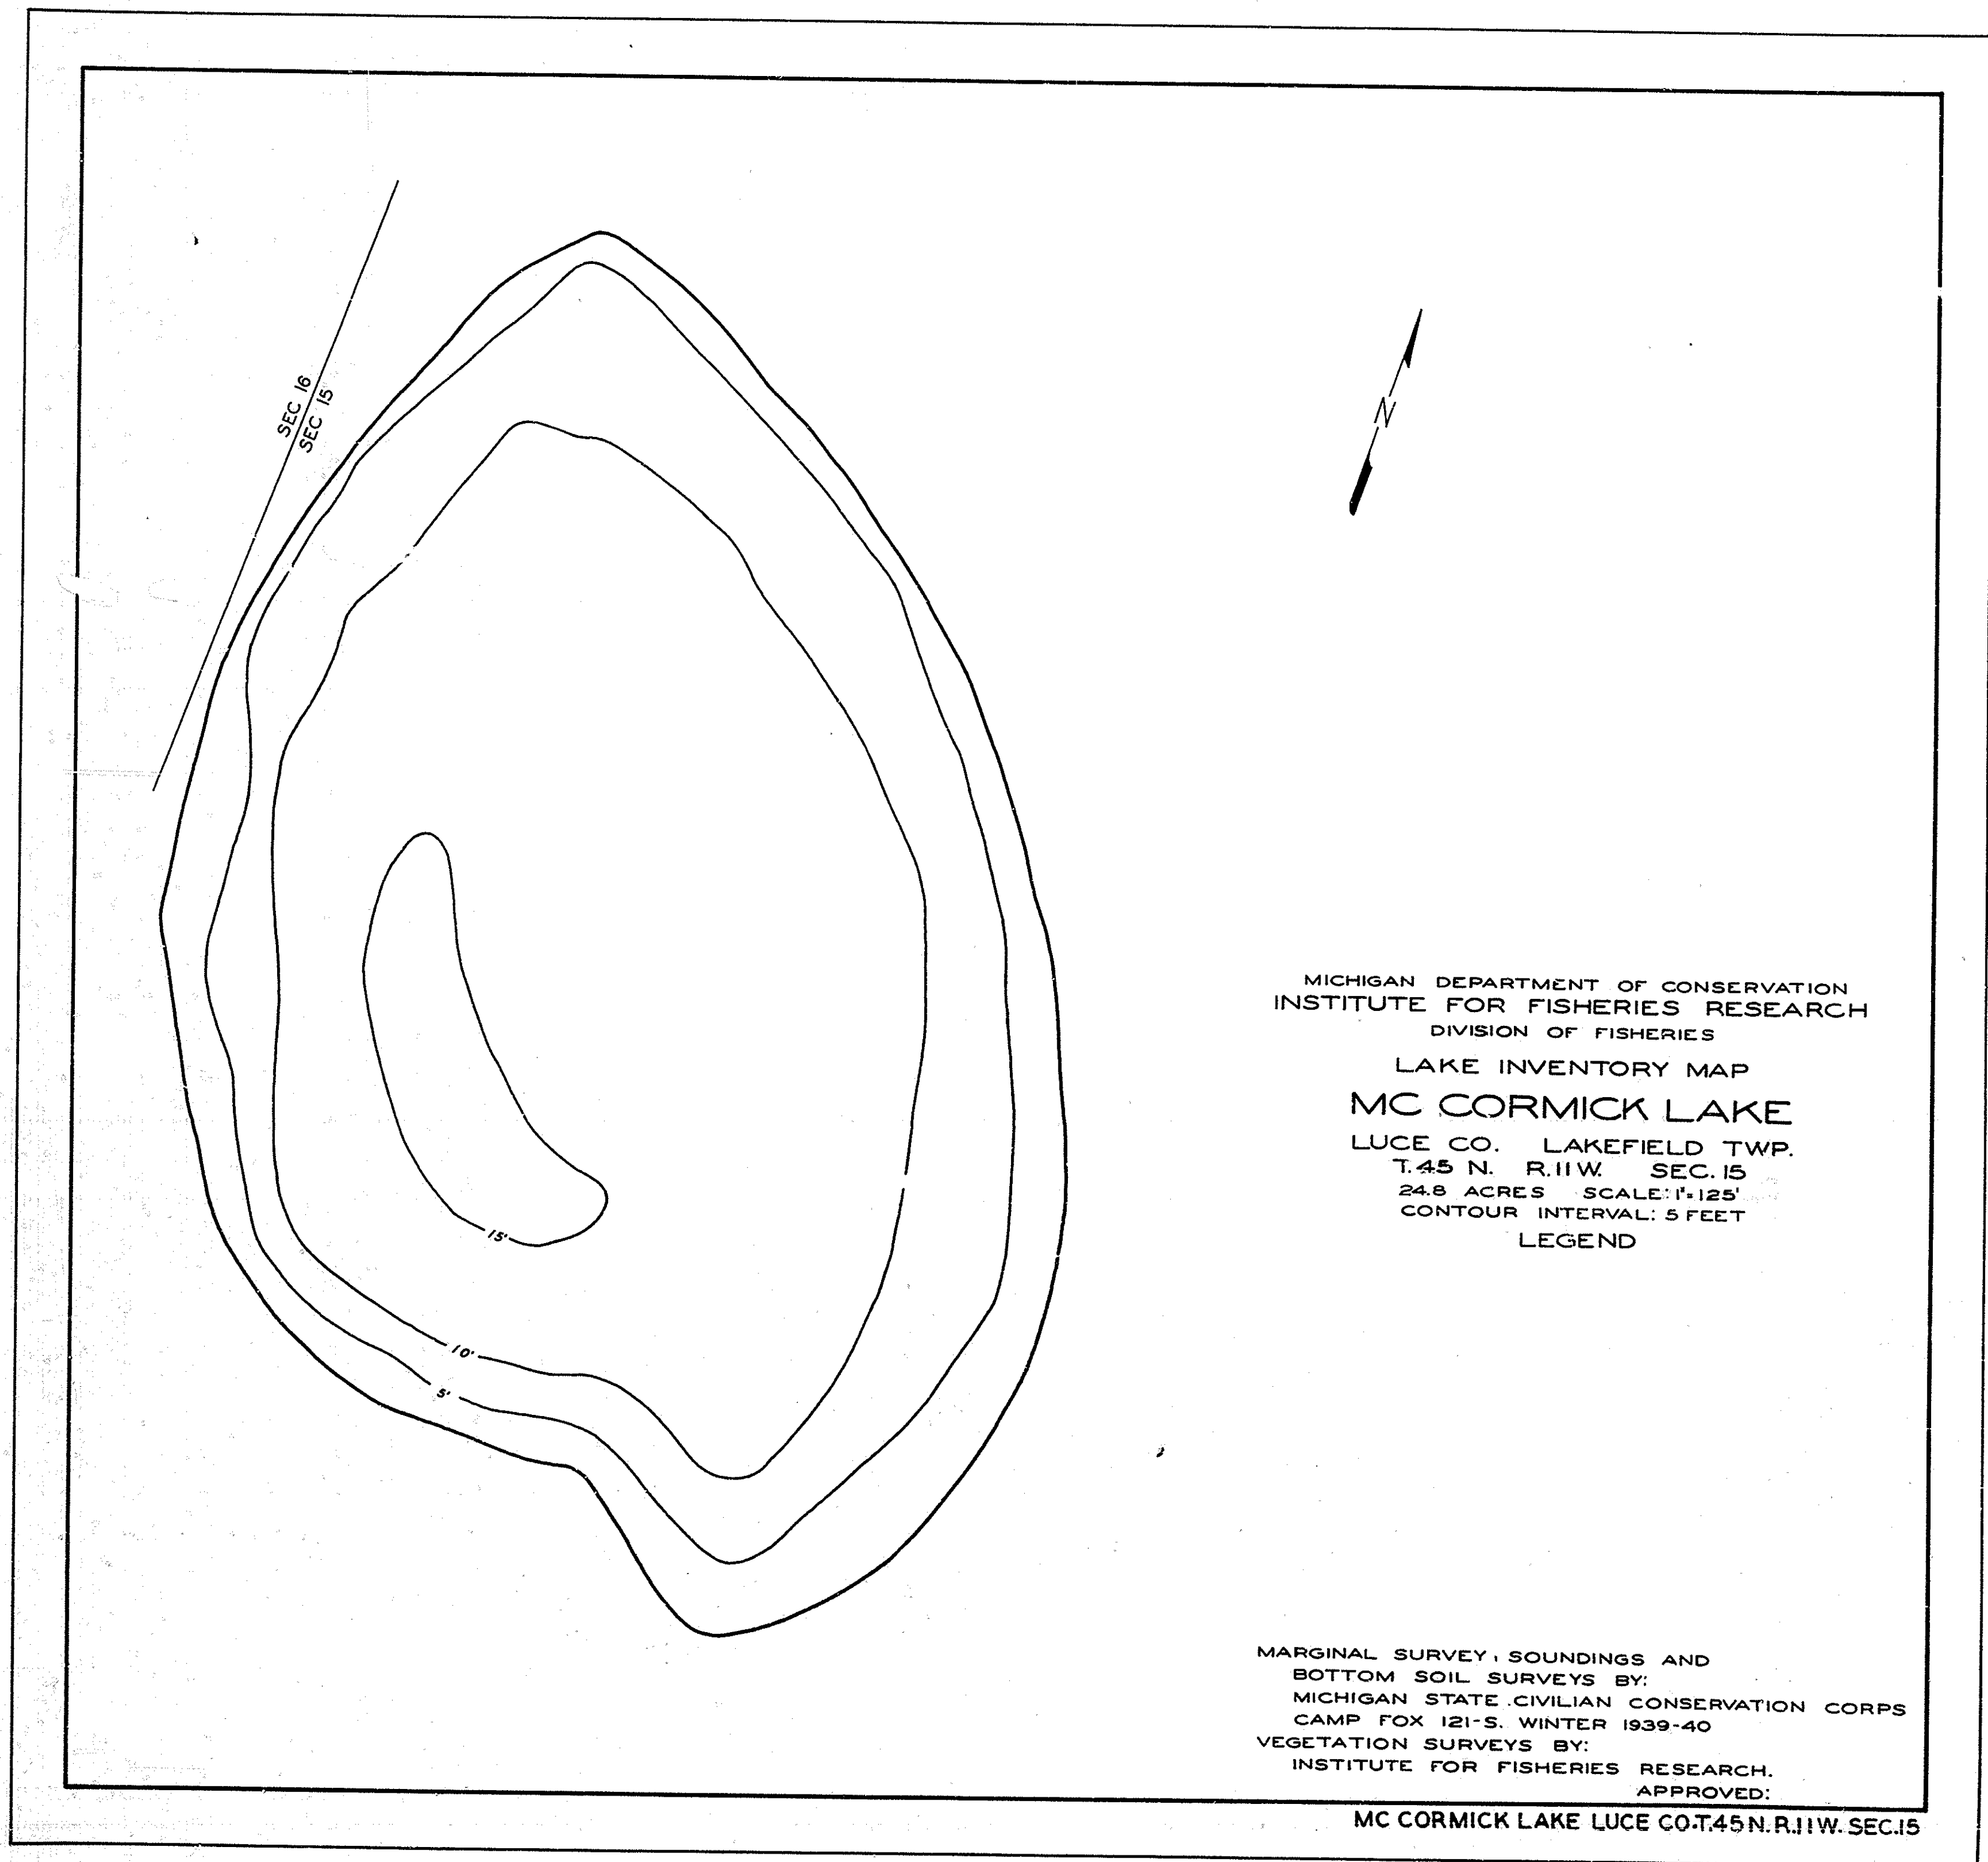 SEC 16
SEC 15
N
MICHIGAN DEPARTMENT OF CONSERVATION
INSTITUTE FOR FISHERIES RESEARCH
DIVISION OF FISHERIES
LAKE INVENTORY MAP
MC CORMICK LAKE
LUCE CO. LAKEFIELD TWP.
T.45 N. R.11W. SEC.15
24.8 ACRES SCALE: 1"=125'
CONTOUR INTERVAL: 5 FEET
LEGEND
15'
10'
5'
MARGINAL SURVEY, SOUNDINGS AND
BOTTOM SOIL SURVEYS BY:
MICHIGAN STATE CIVILIAN CONSERVATION CORPS
CAMP FOX 121-S. WINTER 1939-40
VEGETATION SURVEYS BY:
INSTITUTE FOR FISHERIES RESEARCH.
APPROVED:
MC CORMICK LAKE LUCE CO.T.45N.R.11W.SEC.15